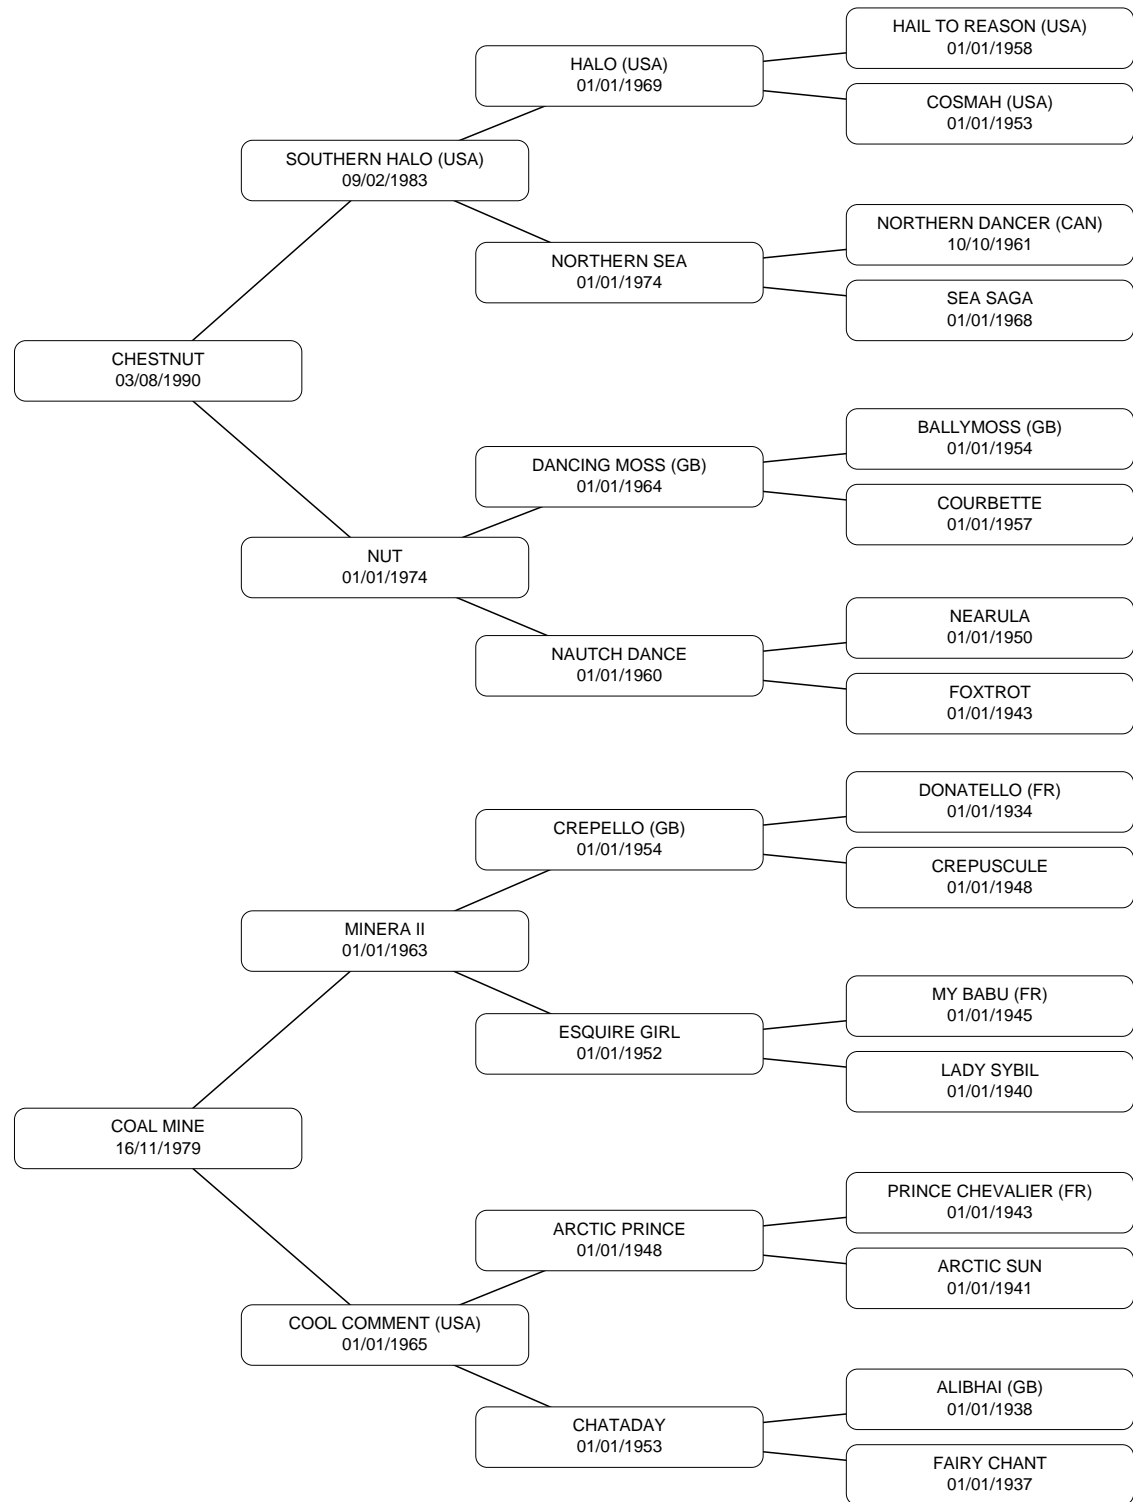 HAIL TO REASON (USA)
01/01/1958
HALO (USA)
01/01/1969
COSMAH (USA)
01/01/1953
SOUTHERN HALO (USA)
09/02/1983
NORTHERN DANCER (CAN)
10/10/1961
NORTHERN SEA
01/01/1974
SEA SAGA
01/01/1968
CHESTNUT
03/08/1990
BALLYMOSS (GB)
01/01/1954
DANCING MOSS (GB)
01/01/1964
COURBETTE
01/01/1957
NUT
01/01/1974
NEARULA
01/01/1950
NAUTCH DANCE
01/01/1960
FOXTROT
01/01/1943
DONATELLO (FR)
01/01/1934
CREPELLO (GB)
01/01/1954
CREPUSCULE
01/01/1948
MINERA II
01/01/1963
MY BABU (FR)
01/01/1945
ESQUIRE GIRL
01/01/1952
LADY SYBIL
01/01/1940
COAL MINE
16/11/1979
PRINCE CHEVALIER (FR)
01/01/1943
ARCTIC PRINCE
01/01/1948
ARCTIC SUN
01/01/1941
COOL COMMENT (USA)
01/01/1965
ALIBHAI (GB)
01/01/1938
CHATADAY
01/01/1953
FAIRY CHANT
01/01/1937